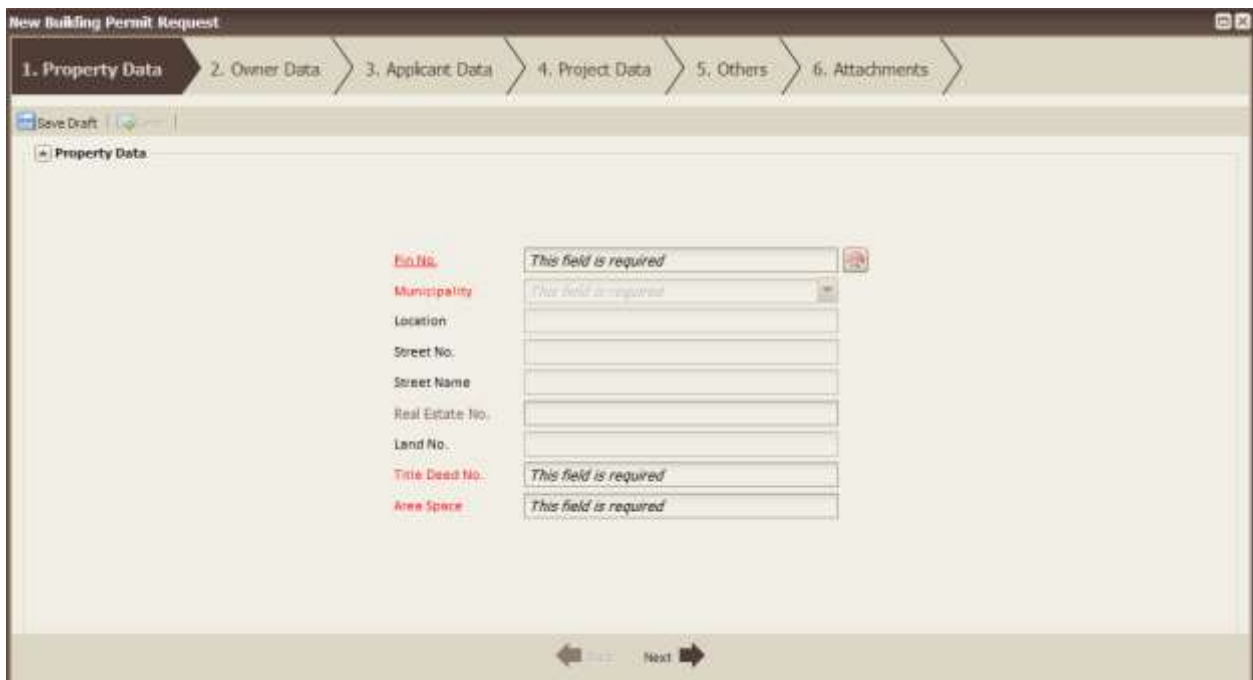 New Building Permit Request
1. Property Data 2. Owner Data 3. Applicant Data 4. Project Data 5. Others 6. Attachments
Save Draft
Property Data
Pin No. This field is required
Municipality This field is required
Location
Street No.
Street Name
Real Estate No.
Land No.
Title Deed No. This field is required
Area Space This field is required
Next